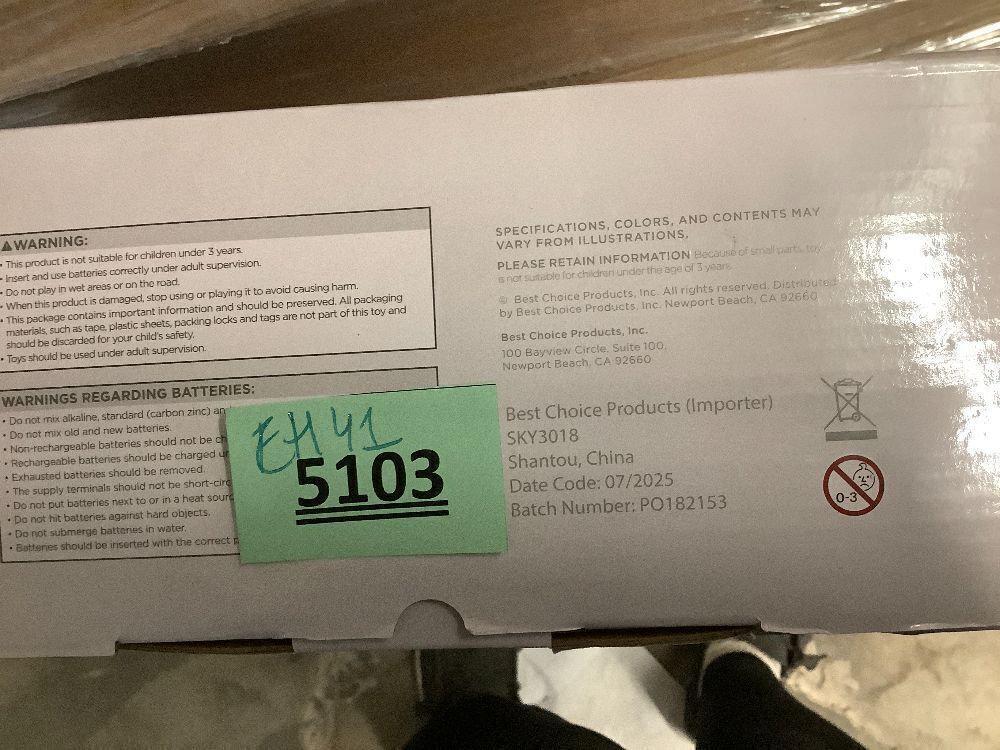 ⚠WARNING:
• This product is not suitable for children under 3 years.
• Insert and use batteries correctly under adult supervision.
• Do not play in wet areas or on the road.
• When this product is damaged, stop using or playing it to avoid causing harm.
• This package contains important information and should be preserved. All packaging
materials, such as tape, plastic sheets, packing locks and tags are not part of this toy and
should be discarded for your child's safety.
• Toys should be used under adult supervision.
WARNINGS REGARDING BATTERIES:
• Do not mix alkaline, standard (carbon zinc)
• Do not mix old and new batteries.
• Non-rechargeable batteries should not be
• Rechargeable batteries should be charged
• Exhausted batteries should be removed.
• The supply terminals should not be
• Do not put batteries next to or in a heat
• Do not hit batteries against hard objects.
• Do not submerge batteries in water.
• Batteries should be inserted with the correct
EH41
5103
SPECIFICATIONS, COLORS, AND CONTENTS MAY
VARY FROM ILLUSTRATIONS.
PLEASE RETAIN INFORMATION Because of small parts, toy
is not suitable for children under the age of 3 years.
© Best Choice Products, Inc. All rights reserved. Distributed
by Best Choice Products, Inc. Newport Beach, CA 92660
Best Choice Products, Inc.
100 Bayview Circle, Suite 100,
Newport Beach, CA 92660
Best Choice Products (Importer)
SKY3018
Shantou, China
Date Code: 07/2025
Batch Number: PO182153
0-3